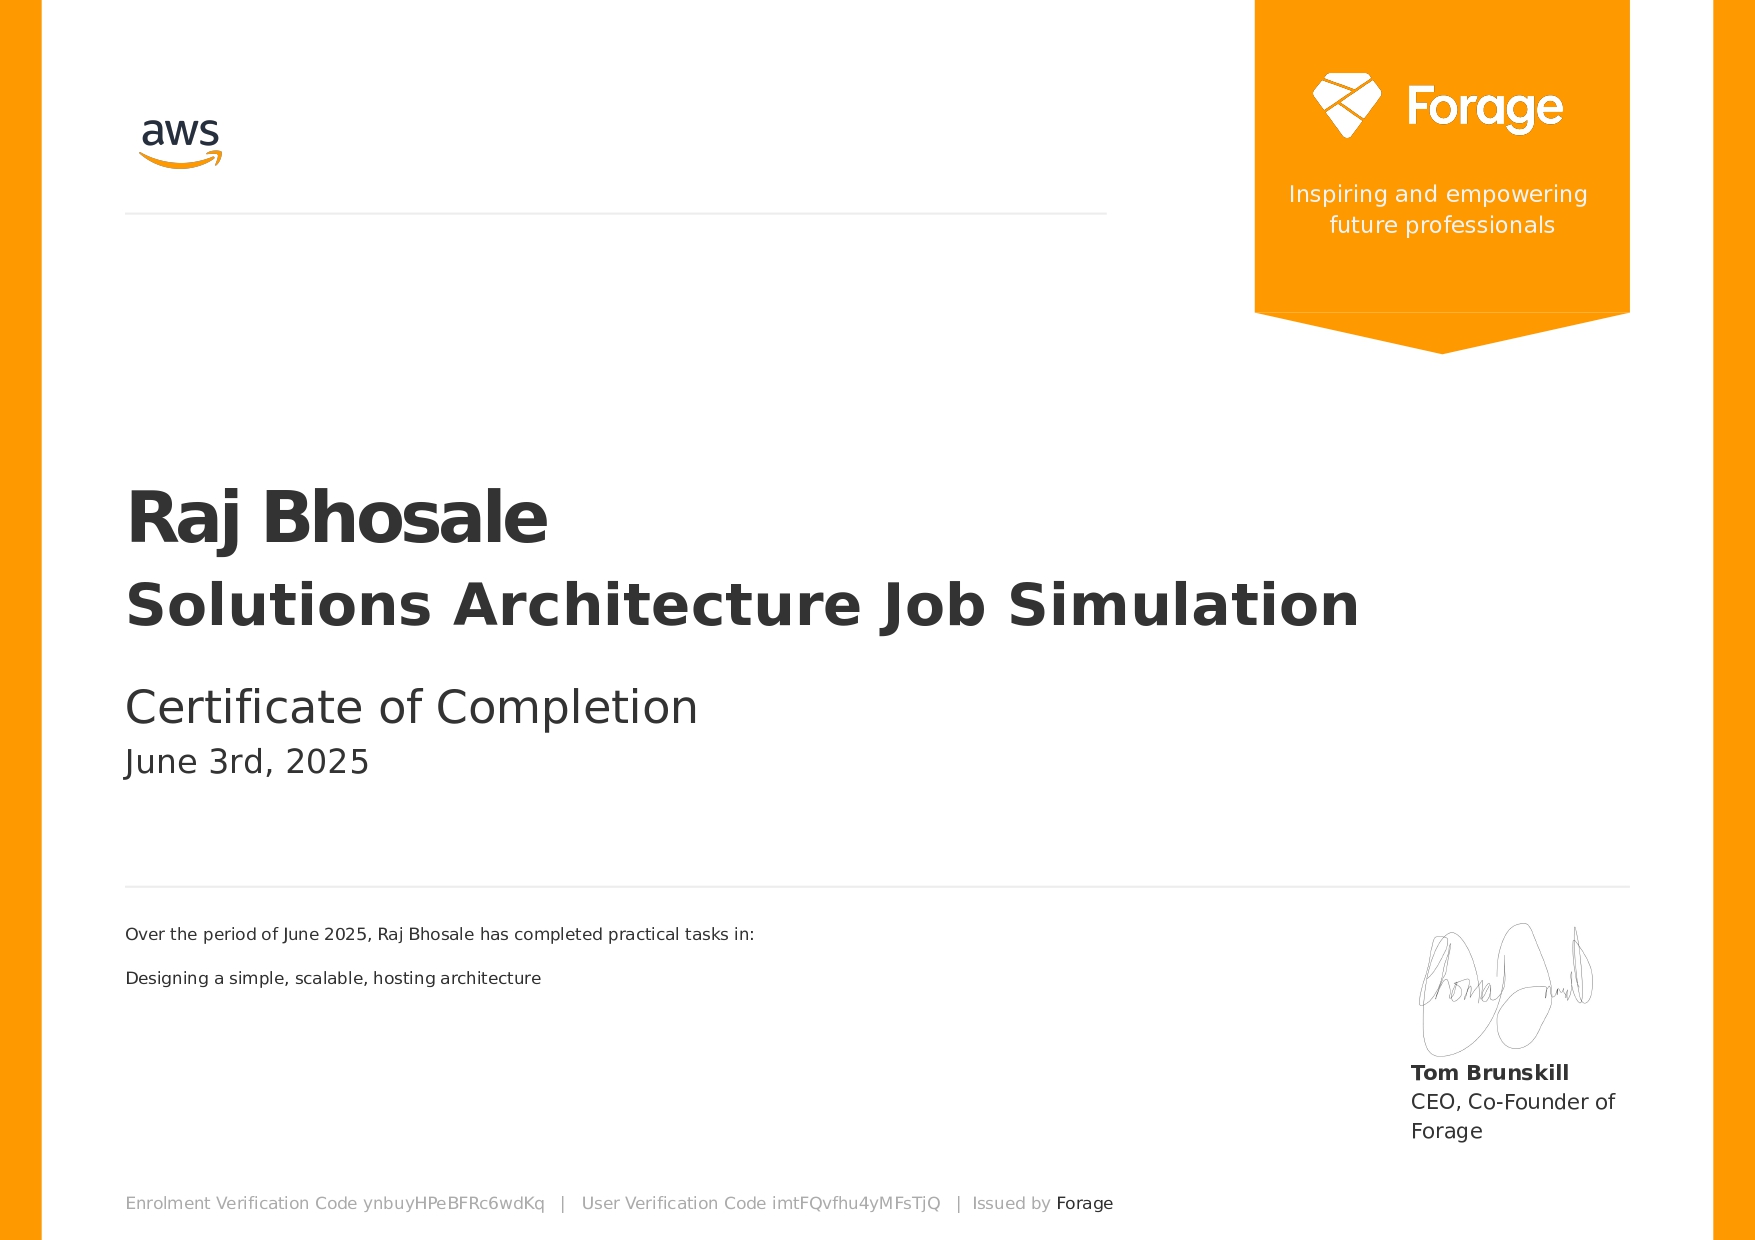 aws
Forage
Inspiring and empowering
future professionals
Raj Bhosale
Solutions Architecture Job Simulation
Certificate of Completion
June 3rd, 2025
Over the period of June 2025, Raj Bhosale has completed practical tasks in:
Designing a simple, scalable, hosting architecture
Tom Brunskill
CEO, Co-Founder of
Forage
Enrolment Verification Code ynbuyHPeBFRc6wdKq | User Verification Code imtFQvfhu4yMFsTjQ | Issued by Forage